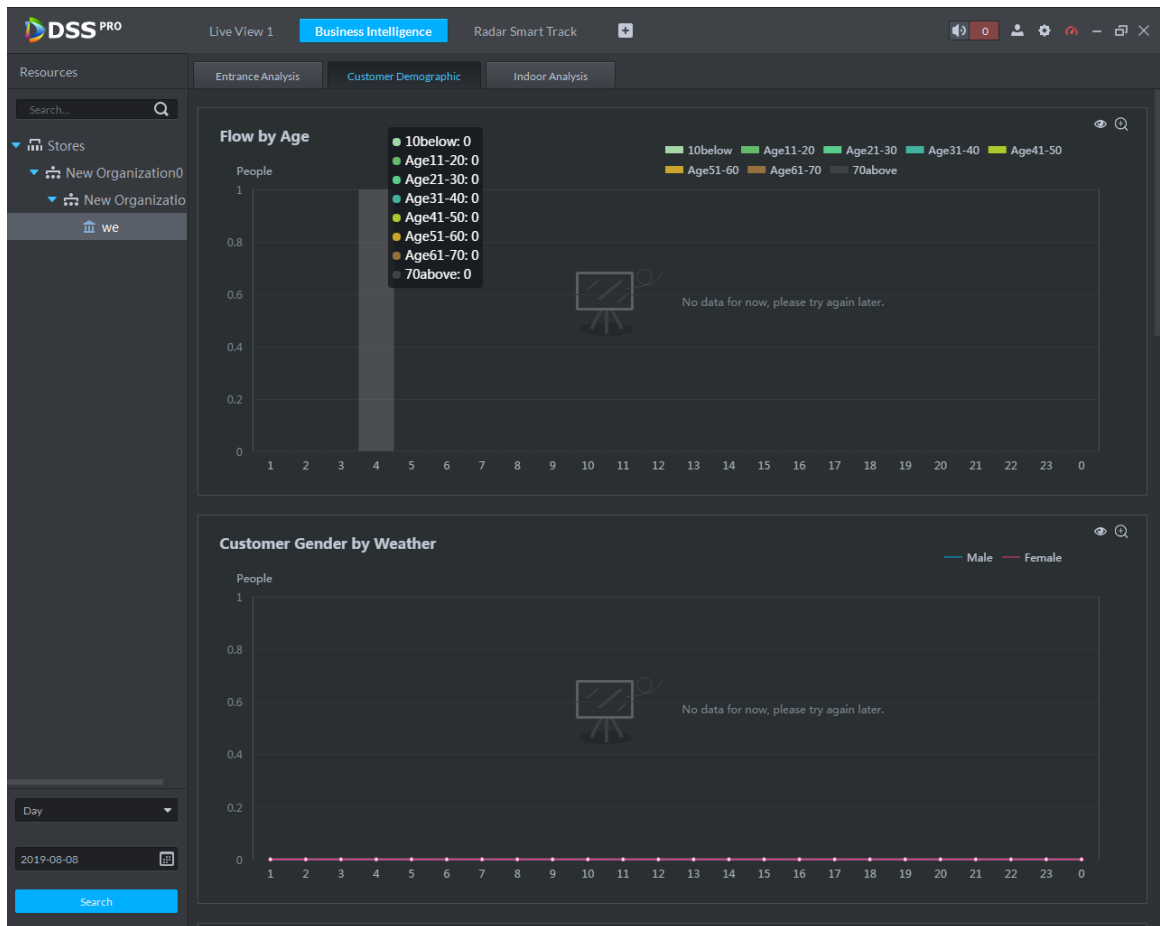 DSS PRO
Live View 1
Business Intelligence
Radar Smart Track
0
Resources
Entrance Analysis
Customer Demographic
Indoor Analysis
Search...
Stores
New Organization0
New Organizatio
we
Flow by Age
10below Age11-20 Age21-30 Age31-40 Age41-50
Age51-60 Age61-70 70above
People
10below: 0
Age11-20: 0
Age21-30: 0
Age31-40: 0
Age41-50: 0
Age51-60: 0
Age61-70: 0
70above: 0
1
0.8
0.6
0.4
0.2
0
No data for now, please try again later.
1 2 3 4 5 6 7 8 9 10 11 12 13 14 15 16 17 18 19 20 21 22 23 0
Customer Gender by Weather
Male Female
People
1
0.8
0.6
0.4
0.2
0
No data for now, please try again later.
1 2 3 4 5 6 7 8 9 10 11 12 13 14 15 16 17 18 19 20 21 22 23 0
Day
2019-08-08
Search